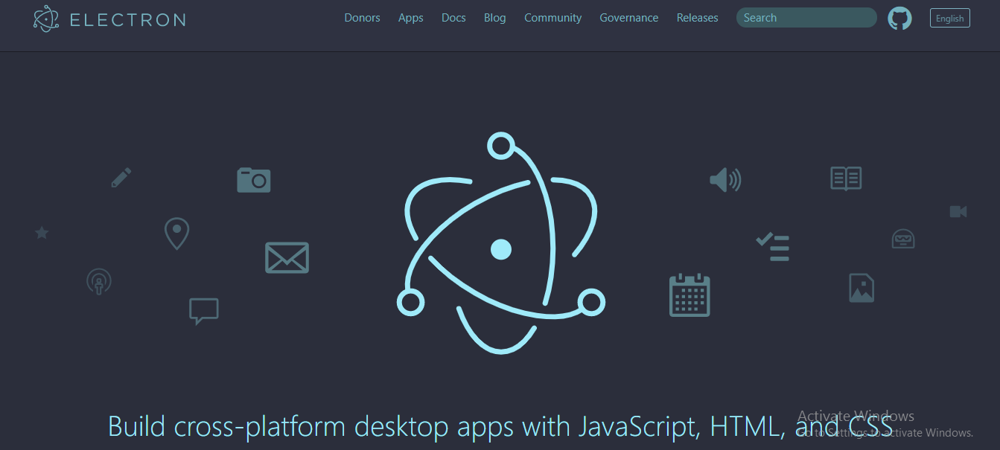 ELECTRON
Donors Apps Docs Blog Community Governance Releases Search English
Build cross-platform desktop apps with JavaScript, HTML, and CSS
Activate Windows
Go to Settings to activate Windows.